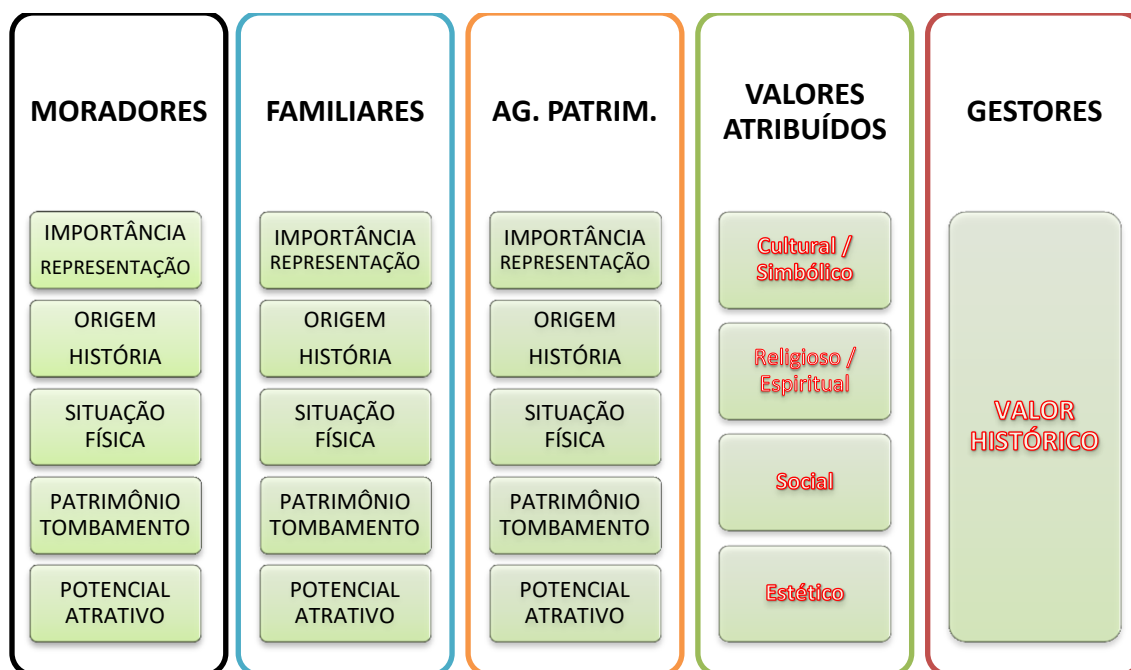 MORADORES
IMPORTÂNCIA
REPRESENTAÇÃO
ORIGEM
HISTÓRIA
SITUAÇÃO
FÍSICA
PATRIMÔNIO
TOMBAMENTO
POTENCIAL
ATRATIVO
FAMILIARES
IMPORTÂNCIA
REPRESENTAÇÃO
ORIGEM
HISTÓRIA
SITUAÇÃO
FÍSICA
PATRIMÔNIO
TOMBAMENTO
POTENCIAL
ATRATIVO
AG. PATRIM.
IMPORTÂNCIA
REPRESENTAÇÃO
ORIGEM
HISTÓRIA
SITUAÇÃO
FÍSICA
PATRIMÔNIO
TOMBAMENTO
POTENCIAL
ATRATIVO
VALORES
ATRIBUÍDOS
Cultural /
Simbólico
Religioso /
Espiritual
Social
Estético
GESTORES
VALOR
HISTÓRICO